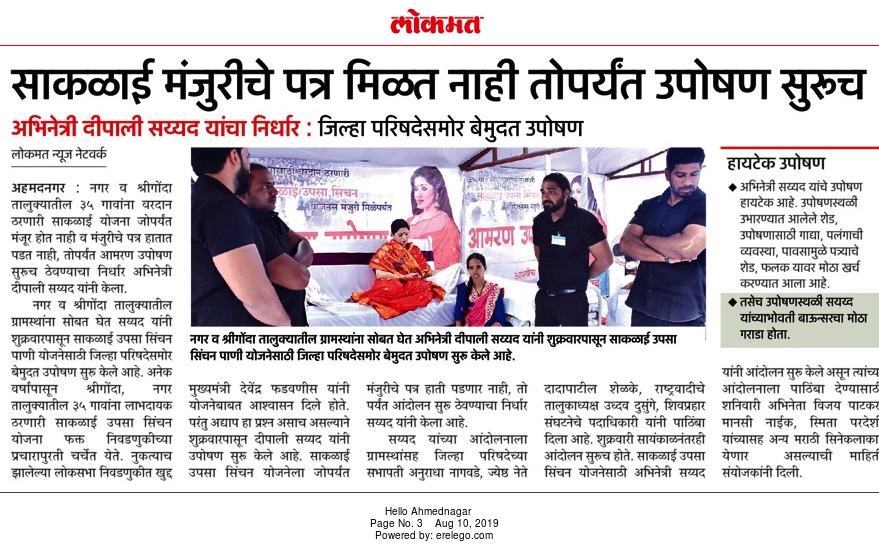 लोकमत
साकळाई मंजुरीचे पत्र मिळत नाही तोपर्यंत उपोषण सुरूच
अभिनेत्री दीपाली सय्यद यांचा निर्धार : जिल्हा परिषदेसमोर बेमुदत उपोषण
लोकमत न्यूज नेटवर्क
अहमदनगर : नगर व श्रीगोंदा
तालुक्यातील ३५ गावांना वरदान
ठरणारी साकळाई योजना जोपर्यंत
मंजूर होत नाही व मंजुरीचे पत्र हातात
पडत नाही, तोपर्यंत आमरण उपोषण
सुरूच ठेवण्याचा निर्धार अभिनेत्री
दीपाली सय्यद यांनी केला.
नगर व श्रीगोंदा तालुक्यातील
ग्रामस्थांना सोबत घेत सय्यद यांनी
शुक्रवारपासून साकळाई उपसा सिंचन
पाणी योजनेसाठी जिल्हा परिषदेसमोर
बेमुदत उपोषण सुरू केले आहे. अनेक
वर्षांपासून श्रीगोंदा, नगर
तालुक्यातील ३५ गावांना लाभदायक
ठरणारी साकळाई उपसा सिंचन
योजना फक्त निवडणुकीच्या
प्रचारापुरती चर्चेत येते. नुकत्याच
झालेल्या लोकसभा निवडणुकीत खुद्द
साकळाई उपसा सिंचन
आमरण उप
नगर व श्रीगोंदा तालुक्यातील ग्रामस्थांना सोबत घेत अभिनेत्री दीपाली सय्यद यांनी शुक्रवारपासून साकळाई उपसा
सिंचन पाणी योजनेसाठी जिल्हा परिषदेसमोर बेमुदत उपोषण सुरु केले आहे.
मुख्यमंत्री देवेंद्र फडवणीस यांनी
योजनेबाबत आश्वासन दिले होते.
परंतु अद्याप हा प्रश्न असाच असल्याने
शुक्रवारपासून दीपाली सय्यद यांनी
उपोषण सुरू केले आहे. साकळाई
उपसा सिंचन योजनेला जोपर्यंत
मंजुरीचे पत्र हाती पडणार नाही, तो
पर्यंत आंदोलन सुरू ठेवण्याचा निर्धार
सय्यद यांनी केला आहे.
सय्यद यांच्या आंदोलनाला
ग्रामस्थांसह जिल्हा परिषदेच्या
सभापती अनुराधा नागवडे, ज्येष्ठ नेते
दादापाटील शेळके, राष्ट्रवादीचे
तालुकाध्यक्ष उध्दव दुसुंगे, शिवप्रहार
संघटनेचे पदाधिकारी यांनी पाठिंबा
दिला आहे. शुक्रवारी सायंकाळनंतरही
आंदोलन सुरूच होते. साकळाई उपसा
सिंचन योजनेसाठी अभिनेत्री सय्यद
हायटेक उपोषण
◆ अभिनेत्री सय्यद यांचे उपोषण
हायटेक आहे. उपोषणस्थळी
उभारण्यात आलेले शेड,
उपोषणासाठी गाद्या, पलंगाची
व्यवस्था, पावसामुळे पत्र्याचे
शेड, फलक यावर मोठा खर्च
करण्यात आला आहे.
◆ तसेच उपोषणस्थळी सयय्द
यांच्याभोवती बाऊन्सरचा मोठा
गराडा होता.
यांनी आंदोलन सुरू केले असून त्यांच्या
आंदोलनाला पाठिंबा देण्यासाठी
शनिवारी अभिनेता विजय पाटकर
मानसी नाईक, स्मिता परदेशी
यांच्यासह अन्य मराठी सिनेकलाका
येणार असल्याची माहिती
संयोजकांनी दिली.
Hello Ahmednagar
Page No. 3 Aug 10, 2019
Powered by: erelego.com